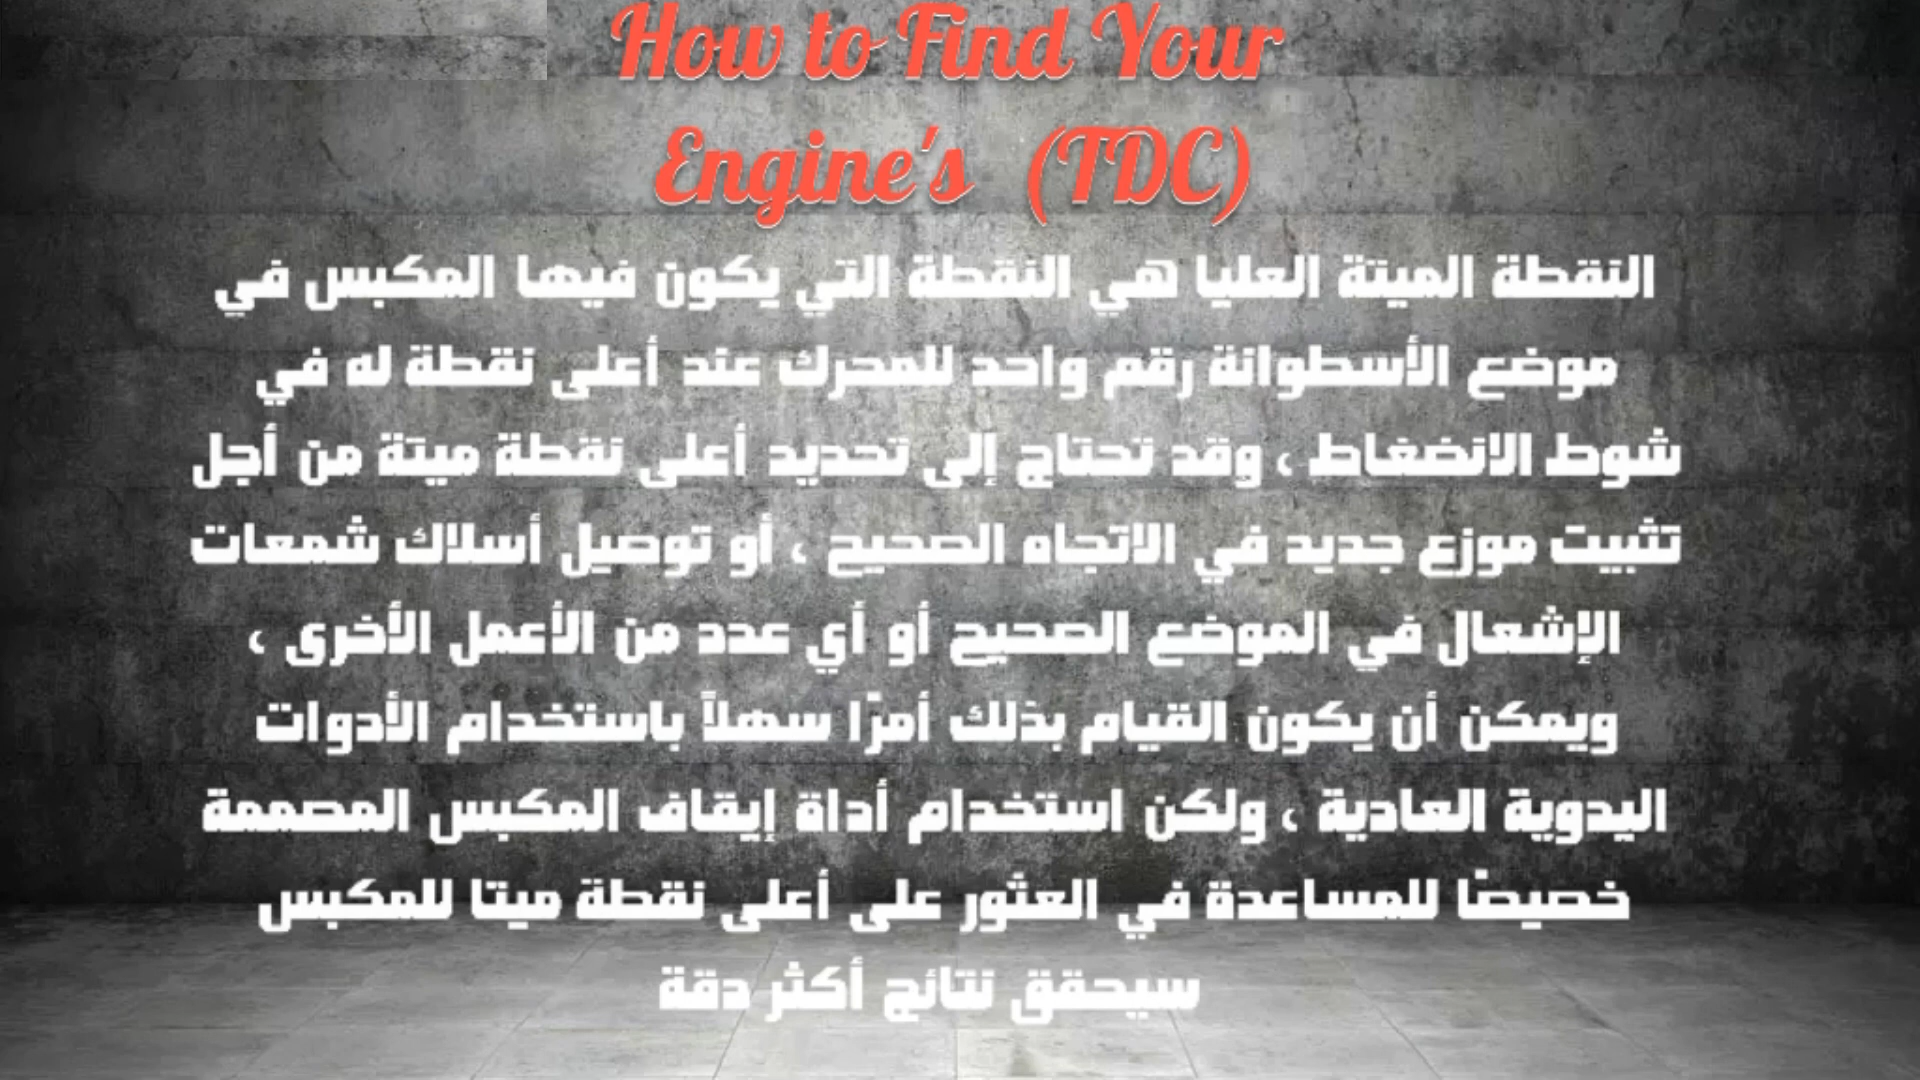 How to Find Your
Engine's (TDC)
النقطة الميتة العليا هي النقطة التي يكون فيها المكبس في
موضع الأسطوانة رقم واحد للمحرك عند أعلى نقطة له في
شوط الانضغاط ، وقد تحتاج إلى تحديد أعلى نقطة ميتة من أجل
تثبيت موزع جديد في الاتجاه الصحيح ، أو توصيل أسلاك شمعات
الإشعال في الموضع الصحيح أو أي عدد من الأعمل الأخرى ،
ويمكن أن يكون القيام بذلك أمرًا سهلاً باستخدام الأدوات
اليدوية العادية ، ولكن استخدام أداة إيقاف المكبس المصممة
خصيصًا للمساعدة في العثور على أعلى نقطة ميتا للمكبس
سيحقق نتائج أكثر دقة